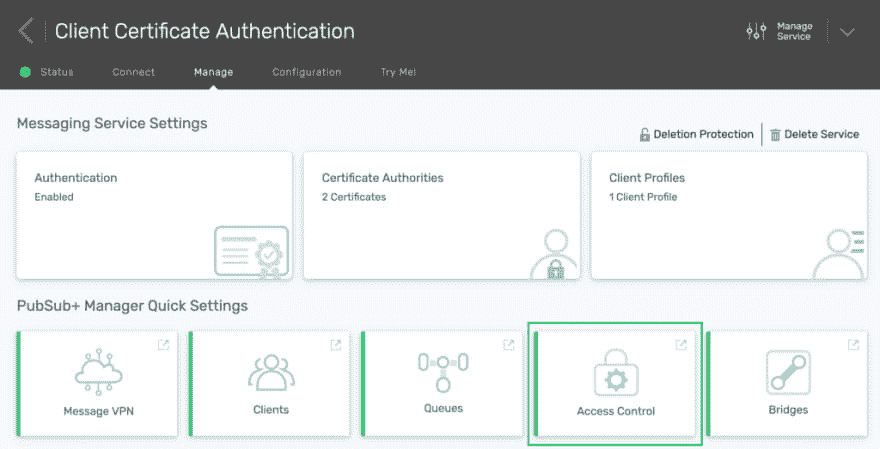 Client Certificate Authentication
Manage
Service
Status
Connect
Manage
Configuration
Try Me!
Messaging Service Settings
Deletion Protection
Delete Service
Authentication
Enabled
Certificate Authorities
2 Certificates
Client Profiles
1 Client Profile
PubSub+ Manager Quick Settings
Message VPN
Clients
Queues
Access Control
Bridges